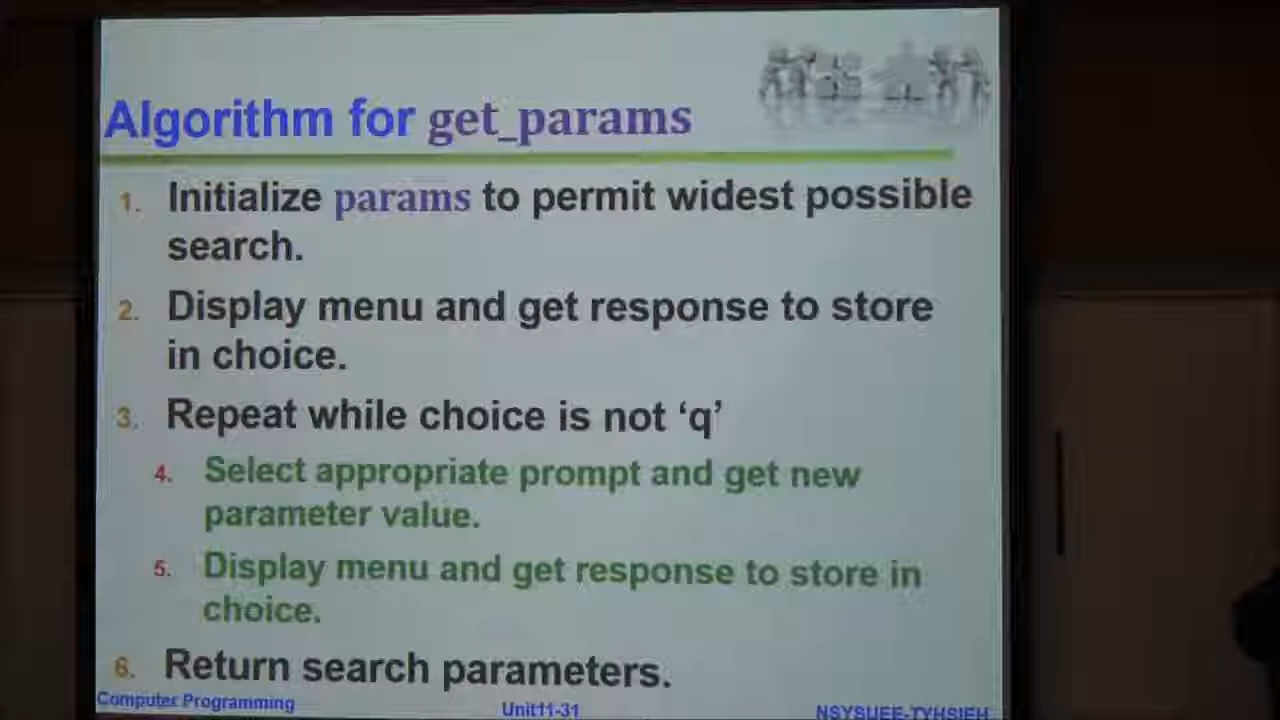 Algorithm for get_params
1. Initialize params to permit widest possible
search.
2. Display menu and get response to store
in choice.
3. Repeat while choice is not ‘q’
4. Select appropriate prompt and get new
parameter value.
5. Display menu and get response to store in
choice.
6. Return search parameters.
Computer Programming
Unit11-31
NSYSUEE-TYHSIEH